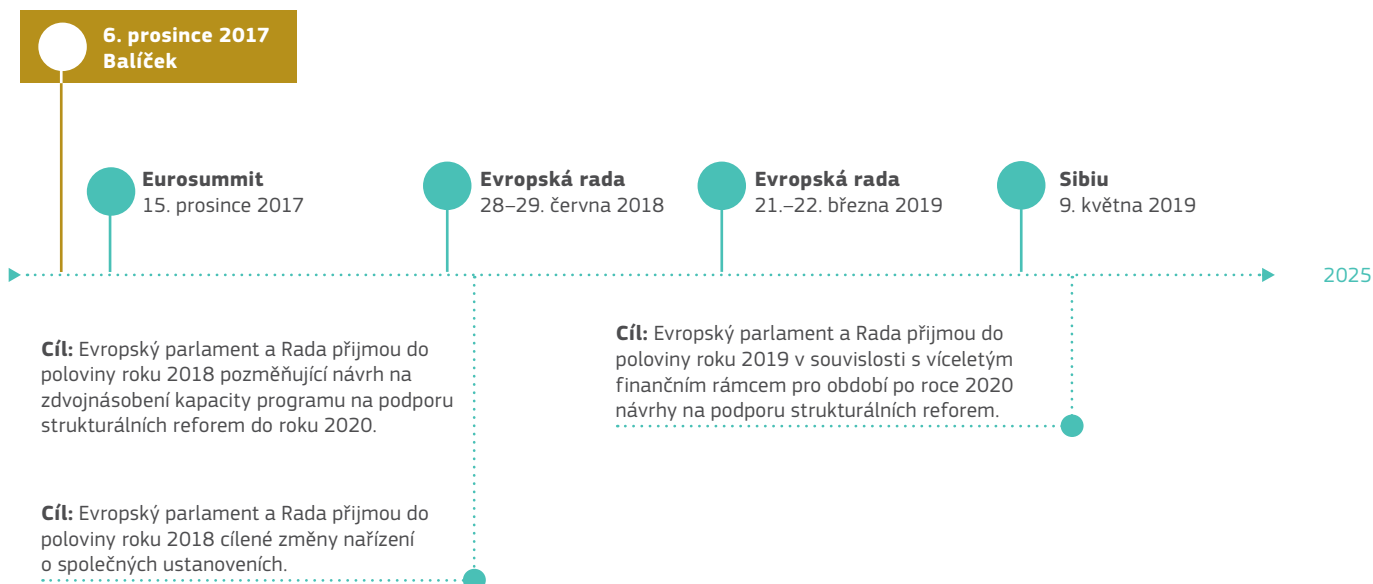 6. prosince 2017
Balíček
Eurosummit
15. prosince 2017
Evropská rada
28–29. června 2018
Evropská rada
21.–22. března 2019
Sibiu
9. května 2019
2025
Cíl: Evropský parlament a Rada přijmou do
poloviny roku 2018 pozměňující návrh na
zdvojnásobení kapacity programu na podporu
strukturálních reforem do roku 2020.
Cíl: Evropský parlament a Rada přijmou do
poloviny roku 2019 v souvislosti s víceletým
finančním rámcem pro období po roce 2020
návrhy na podporu strukturálních reforem.
Cíl: Evropský parlament a Rada přijmou do
poloviny roku 2018 cílené změny nařízení
o společných ustanoveních.